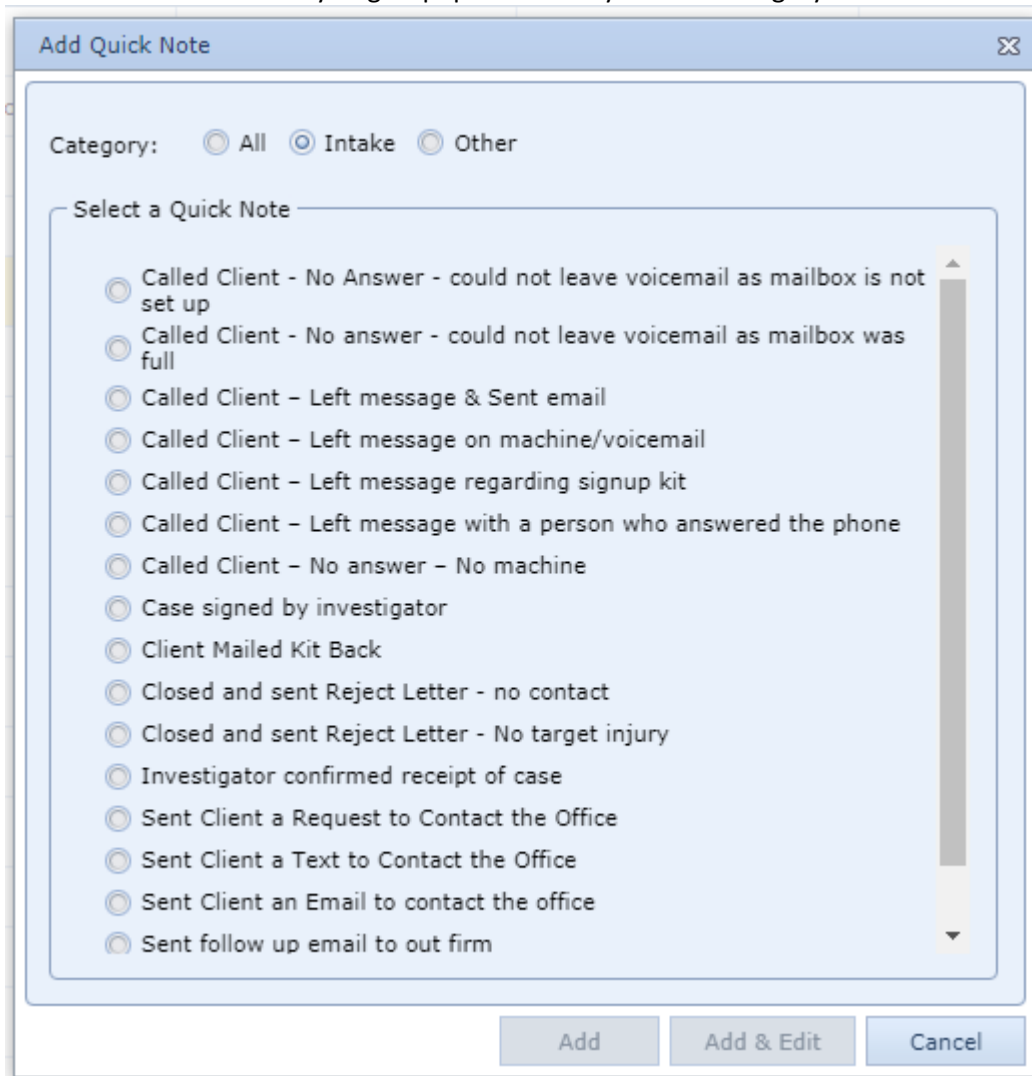 Add Quick Note
Category: All Intake Other
Select a Quick Note
Called Client - No Answer - could not leave voicemail as mailbox is not
set up
Called Client - No answer - could not leave voicemail as mailbox was
full
Called Client – Left message & Sent email
Called Client – Left message on machine/voicemail
Called Client – Left message regarding signup kit
Called Client – Left message with a person who answered the phone
Called Client – No answer – No machine
Case signed by investigator
Client Mailed Kit Back
Closed and sent Reject Letter - no contact
Closed and sent Reject Letter - No target injury
Investigator confirmed receipt of case
Sent Client a Request to Contact the Office
Sent Client a Text to Contact the Office
Sent Client an Email to contact the office
Sent follow up email to out firm
Add Add & Edit Cancel